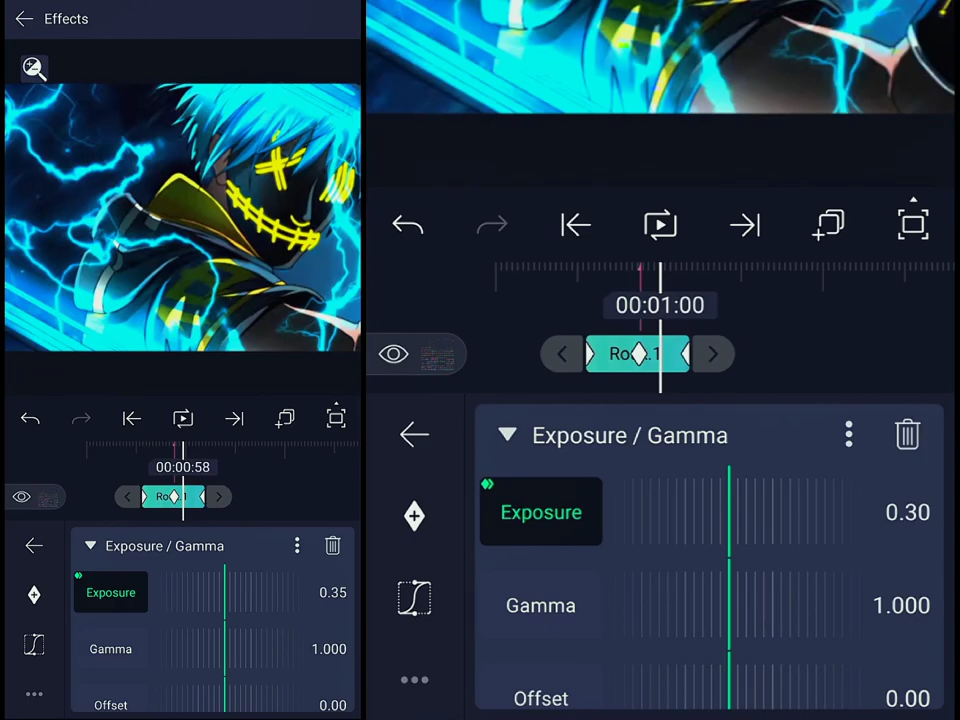 Effects
00:00:58
Ro...1
Exposure / Gamma
Exposure
0.35
Gamma
1.000
Offset
0.00
00:01:00
Ro...1
Exposure / Gamma
Exposure
0.30
Gamma
1.000
Offset
0.00